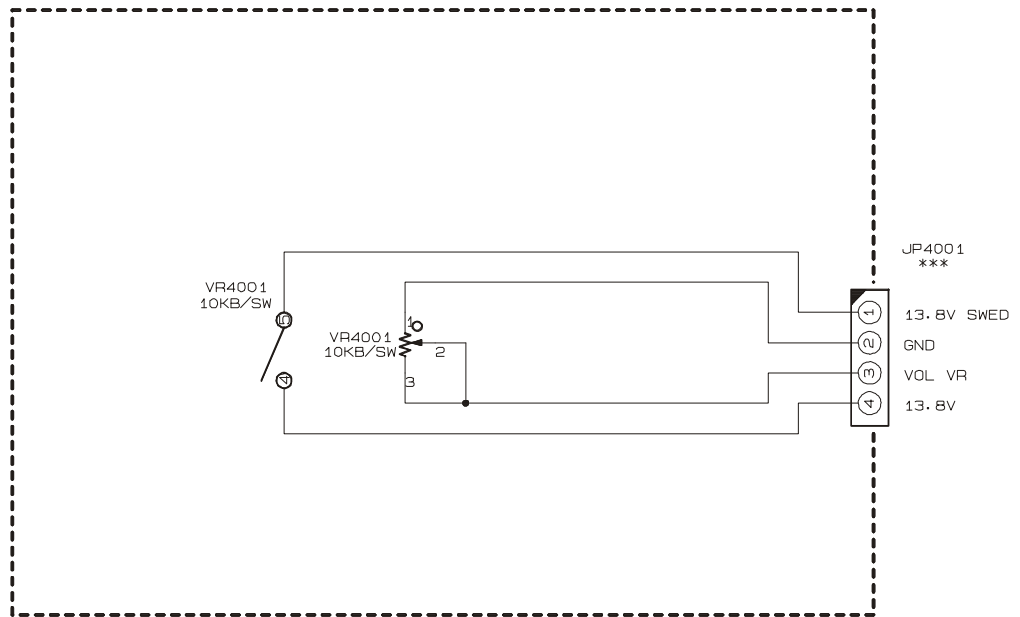 JP4001
***
VR4001
10KB/SW
5
4
VR4001
10KB/SW
1
2
3
1 13.8V SWED
2 GND
3 VOL VR
4 13.8V